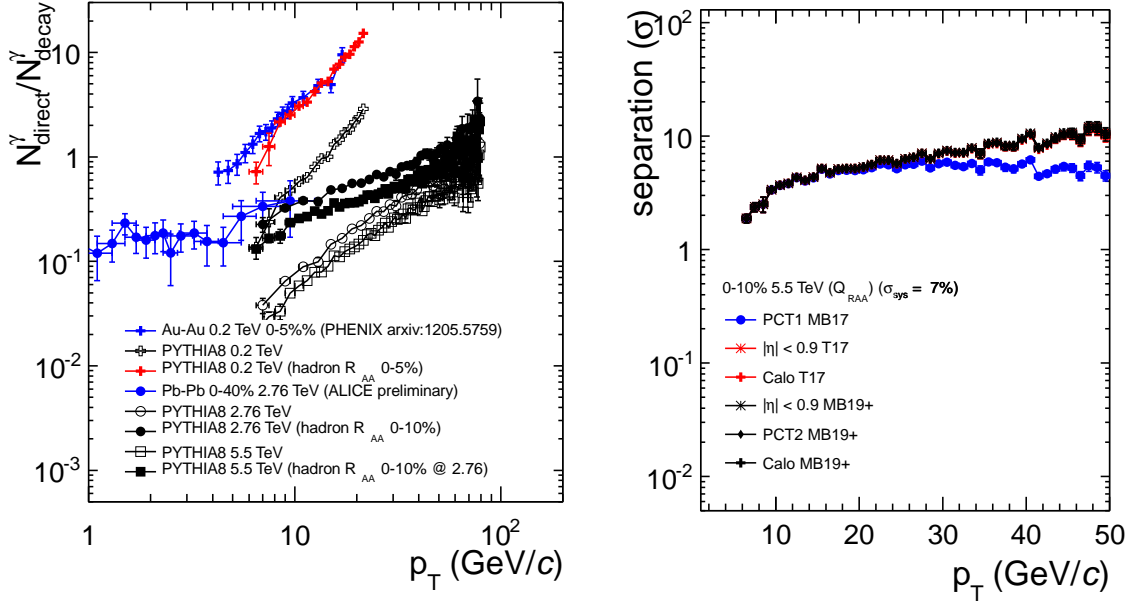 N^γ_direct/N^γ_decay
10
1
10^-1
10^-2
10^-3
Au-Au 0.2 TeV 0-5%% (PHENIX arxiv:1205.5759)
PYTHIA8 0.2 TeV
PYTHIA8 0.2 TeV (hadron R_AA 0-5%)
Pb-Pb 0-40% 2.76 TeV (ALICE preliminary)
PYTHIA8 2.76 TeV
PYTHIA8 2.76 TeV (hadron R_AA 0-10%)
PYTHIA8 5.5 TeV
PYTHIA8 5.5 TeV (hadron R_AA 0-10% @ 2.76)
1 10 10^2
p_T (GeV/c)
separation (σ)
10^2
10
1
10^-1
10^-2
0-10% 5.5 TeV (Q_RAA) (σ_sys = 7%)
PCT1 MB17
|η| < 0.9 T17
Calo T17
|η| < 0.9 MB19+
PCT2 MB19+
Calo MB19+
10 20 30 40 50
p_T (GeV/c)